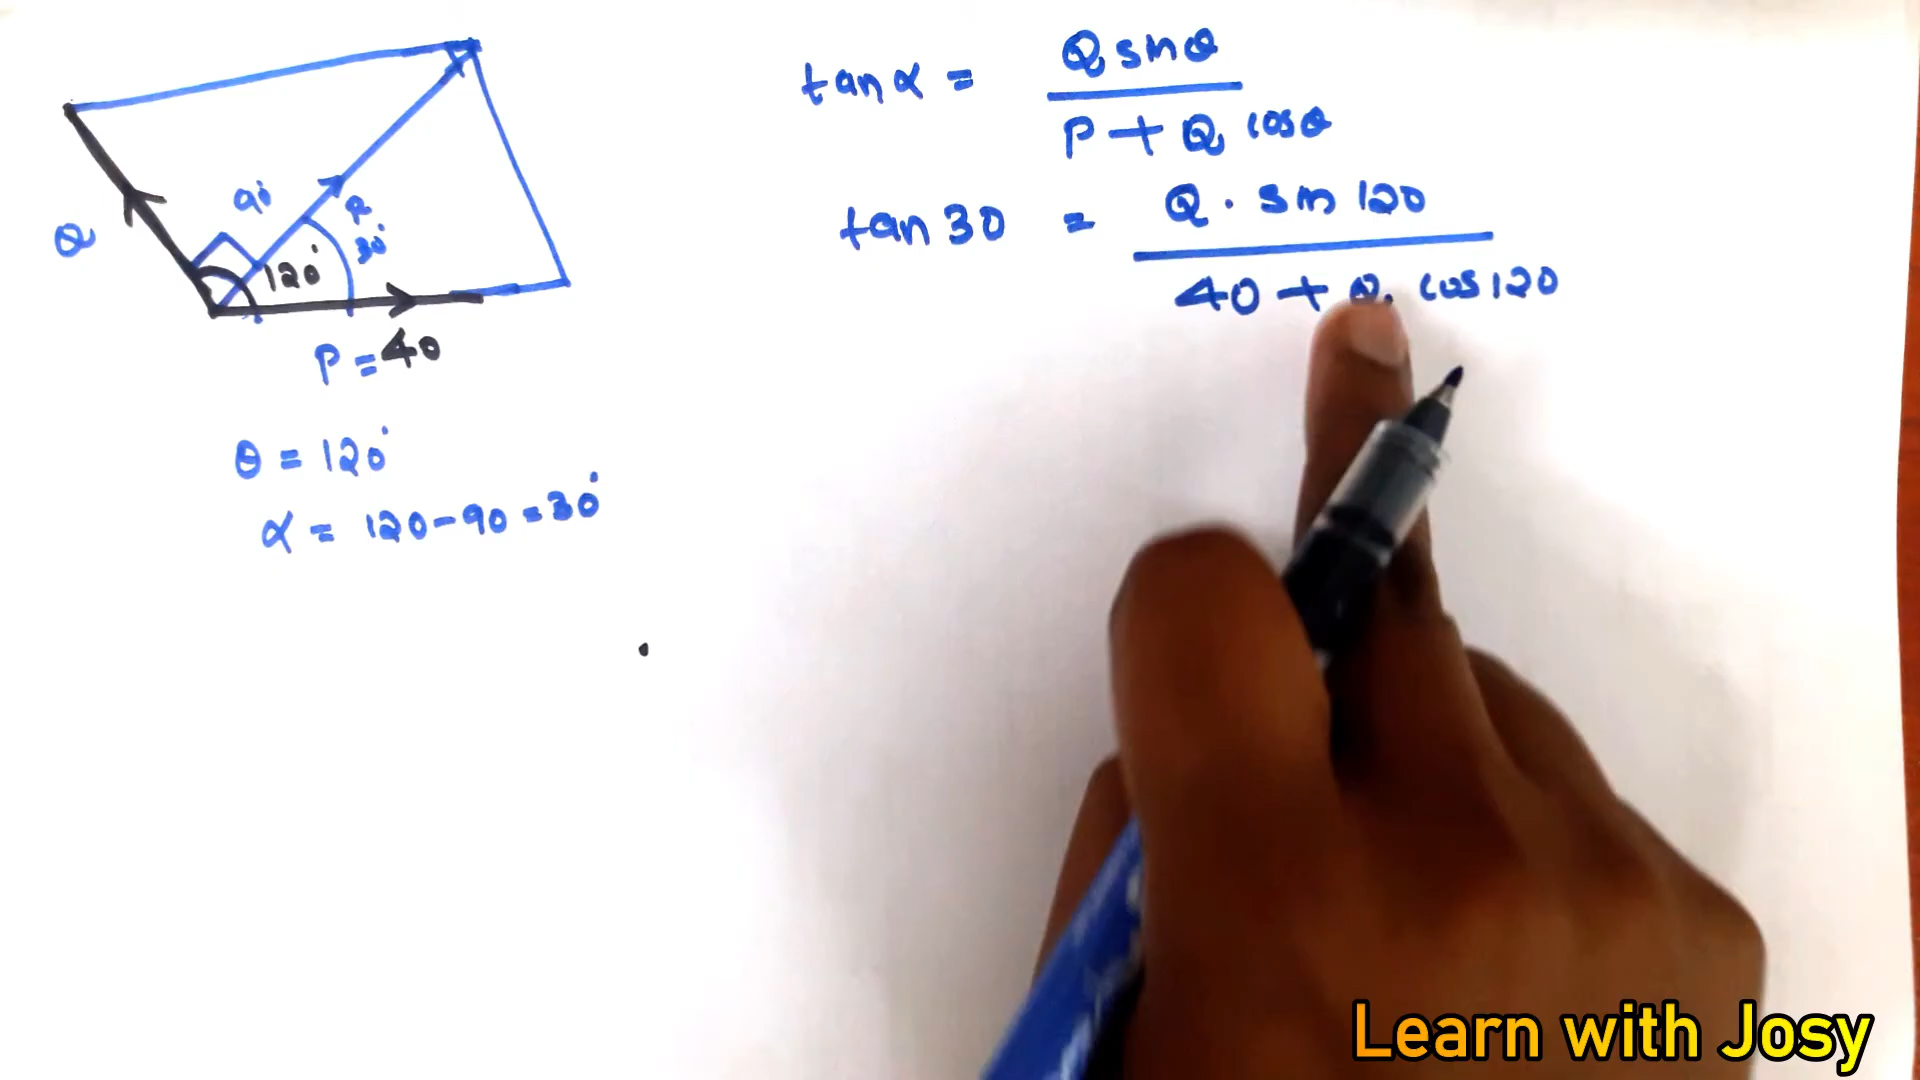 tan α = Q sin θ / P + Q cos θ
tan 30 = Q . sin 120 / 40 + Q . cos 120
Q
90°
R
30°
120°
P = 40
θ = 120°
α = 120 - 90 = 30°
Learn with Josy